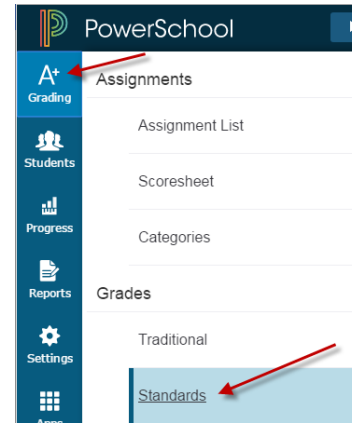 PowerSchool
A+
Grading
Assignments
Assignment List
Students
Scoresheet
Progress
Categories
Reports
Grades
Traditional
Settings
Standards
Apps